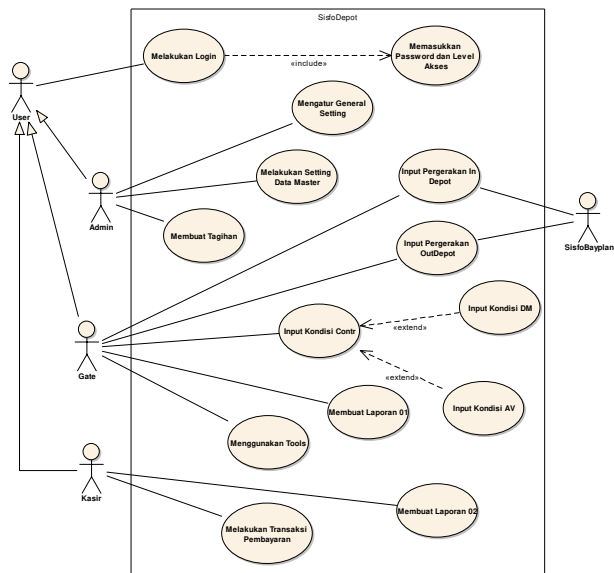 SisfoDepot
Melakukan Login
«include»
Memasukkan
Password dan Level
Akses
User
Mengatur General
Setting
Melakukan Setting
Data Master
Admin
Membuat Tagihan
Input Pergerakan In
Depot
Input Pergerakan
OutDepot
SisfoBayplan
Input Kondisi Contr
«extend»
Input Kondisi DM
«extend»
Input Kondisi AV
Gate
Membuat Laporan 01
Menggunakan Tools
Kasir
Membuat Laporan 02
Melakukan Transaksi
Pembayaran